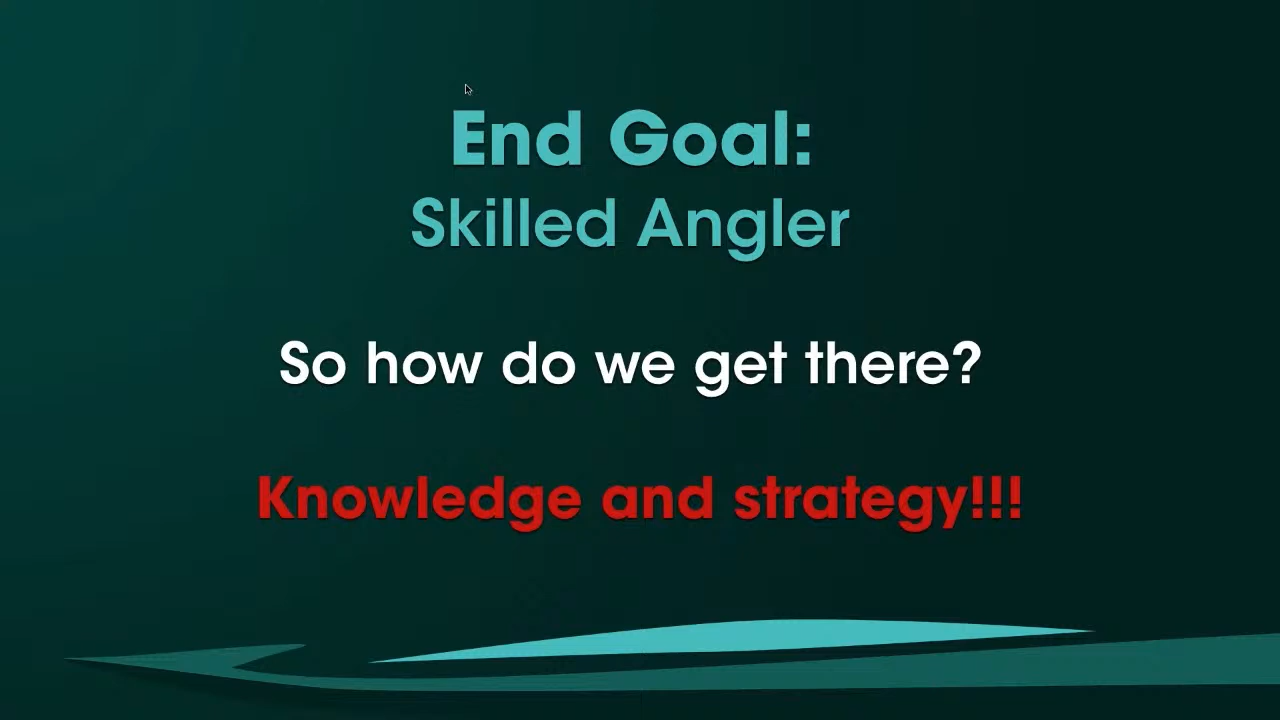 End Goal:
Skilled Angler
So how do we get there?
Knowledge and strategy!!!